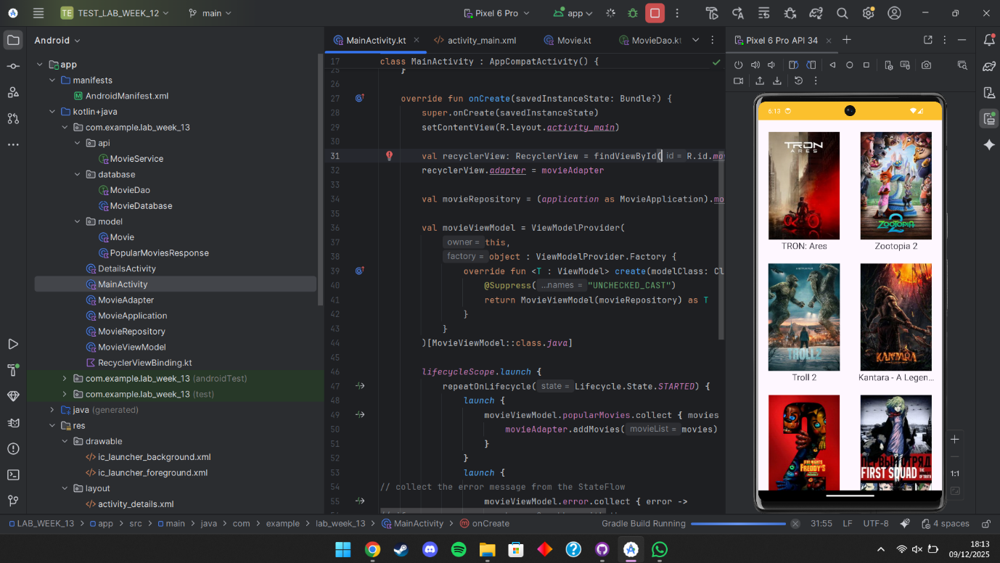 TE TEST_LAB_WEEK_12
main
Pixel 6 Pro
app
Android
app
manifests
AndroidManifest.xml
kotlin+java
com.example.lab_week_13
api
MovieService
database
MovieDao
MovieDatabase
model
Movie
PopularMoviesResponse
DetailsActivity
MainActivity
MovieAdapter
MovieApplication
MovieRepository
MovieViewModel
RecyclerViewBinding.kt
com.example.lab_week_13 (androidTest)
com.example.lab_week_13 (test)
java (generated)
res
drawable
ic_launcher_background.xml
ic_launcher_foreground.xml
layout
activity_details.xml
MainActivity.kt
activity_main.xml
Movie.kt
MovieDao.kt
17 class MainActivity : AppCompatActivity() {
25 }
26
27 override fun onCreate(savedInstanceState: Bundle?) {
28 super.onCreate(savedInstanceState)
29 setContentView(R.layout.activity_main)
30
31 val recyclerView: RecyclerView = findViewById( id = R.id.mo
32 recyclerView.adapter = movieAdapter
33
34 val movieRepository = (application as MovieApplication).mo
35
36 val movieViewModel = ViewModelProvider(
37 owner = this,
38 factory = object : ViewModelProvider.Factory {
39 override fun <T : ViewModel> create(modelClass: Cl
40 @Suppress( ...names = "UNCHECKED_CAST")
41 return MovieViewModel(movieRepository) as T
42 }
43 }
44 )[MovieViewModel::class.java]
45
46 lifecycleScope.launch {
47 repeatOnLifecycle( state = Lifecycle.State.STARTED) {
48 launch {
49 movieViewModel.popularMovies.collect { movies
50 movieAdapter.addMovies( movieList = movies)
51 }
52 }
53 launch {
54 // collect the error message from the StateFlow
55 movieViewModel.error.collect { error ->
Pixel 6 Pro API 34
6:13
TRON
ARES
TRON: Ares
ZOOTOPIA
2
Zootopia 2
TROLL2
Troll 2
KANTARA
Kantara - A Legen...
FIVE NIGHTS
FREDDY'S
ПЕРВЫЙ ОТРЯД
FIRST SQUAD
1:1
LAB_WEEK_13 > app > src > main > java > com > example > lab_week_13 > MainActivity > onCreate
Gradle Build Running
31:55 LF UTF-8 4 spaces
18:13
09/12/2025